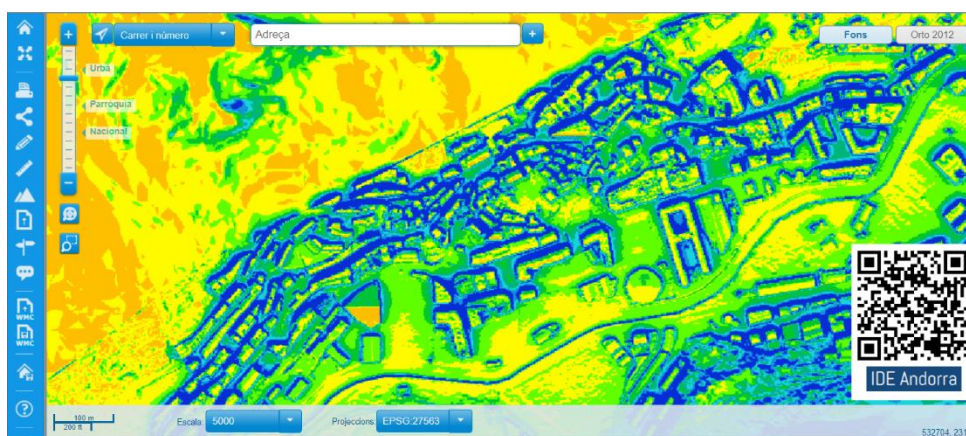 Carrer i número
Adreça
+
Fons
Orto 2012
+
Urbà
Parroquia
Nacional
−
WMC
WMC
?
IDE Andorra
100 m
200 ft
Escala: 5000
Projeccions: EPSG:27563
532704, 231